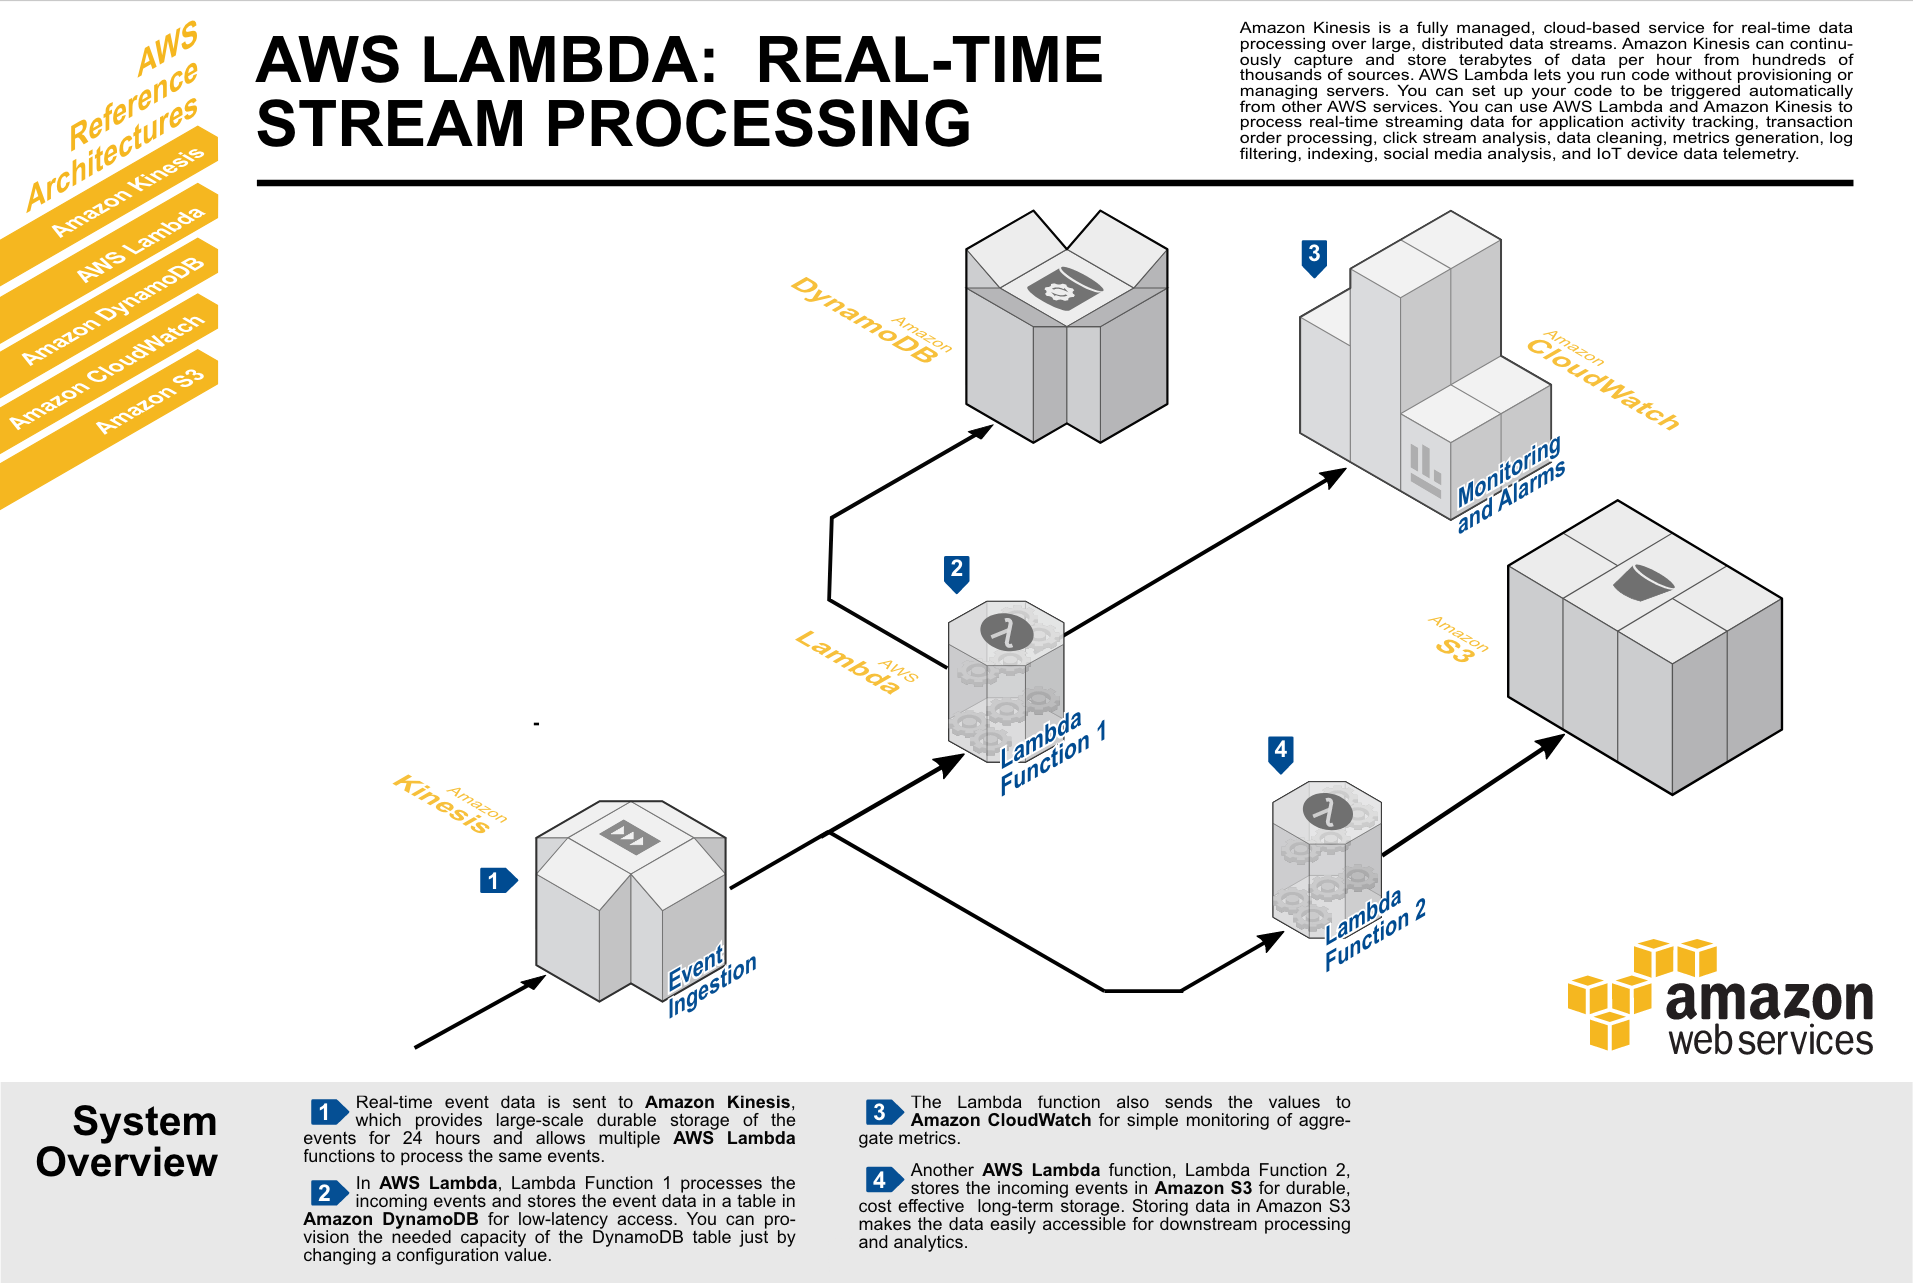 AWS
Reference
Architectures
Amazon Kinesis
AWS Lambda
Amazon DynamoDB
Amazon CloudWatch
Amazon S3
AWS LAMBDA:  REAL-TIME
STREAM PROCESSING
Amazon Kinesis is a fully managed, cloud-based service for real-time data
processing over large, distributed data streams. Amazon Kinesis can continu-
ously capture and store terabytes of data per hour from hundreds of
thousands of sources. AWS Lambda lets you run code without provisioning or
managing servers. You can set up your code to be triggered automatically
from other AWS services. You can use AWS Lambda and Amazon Kinesis to
process real-time streaming data for application activity tracking, transaction
order processing, click stream analysis, data cleaning, metrics generation, log
filtering, indexing, social media analysis, and IoT device data telemetry.
Amazon
DynamoDB
3
Amazon
CloudWatch
Monitoring
and Alarms
2
AWS
Lambda
λ
Lambda
Function 1
Amazon
S3
4
λ
Lambda
Function 2
-
Amazon
Kinesis
1
Event
Ingestion
amazon
web services
System
Overview
1 Real-time event data is sent to Amazon Kinesis,
which provides large-scale durable storage of the
events for 24 hours and allows multiple AWS Lambda
functions to process the same events.
2 In AWS Lambda, Lambda Function 1 processes the
incoming events and stores the event data in a table in
Amazon DynamoDB for low-latency access. You can pro-
vision the needed capacity of the DynamoDB table just by
changing a configuration value.
3 The Lambda function also sends the values to
Amazon CloudWatch for simple monitoring of aggre-
gate metrics.
4 Another AWS Lambda function, Lambda Function 2,
stores the incoming events in Amazon S3 for durable,
cost effective  long-term storage. Storing data in Amazon S3
makes the data easily accessible for downstream processing
and analytics.